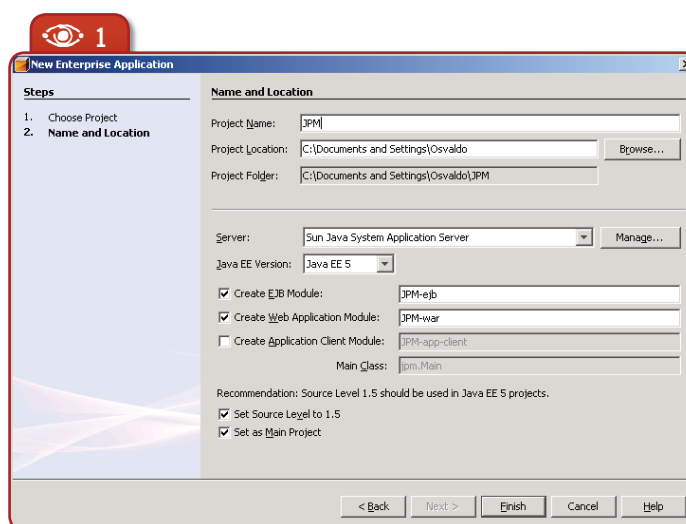 1
New Enterprise Application
Steps
1. Choose Project
2. Name and Location
Name and Location
Project Name: JPM
Project Location: C:\Documents and Settings\Osvaldo Browse...
Project Folder: C:\Documents and Settings\Osvaldo\JPM
Server: Sun Java System Application Server Manage...
Java EE Version: Java EE 5
Create EJB Module: JPM-ejb
Create Web Application Module: JPM-war
Create Application Client Module: JPM-app-client
Main Class: jpm.Main
Recommendation: Source Level 1.5 should be used in Java EE 5 projects.
Set Source Level to 1.5
Set as Main Project
< Back Next > Finish Cancel Help